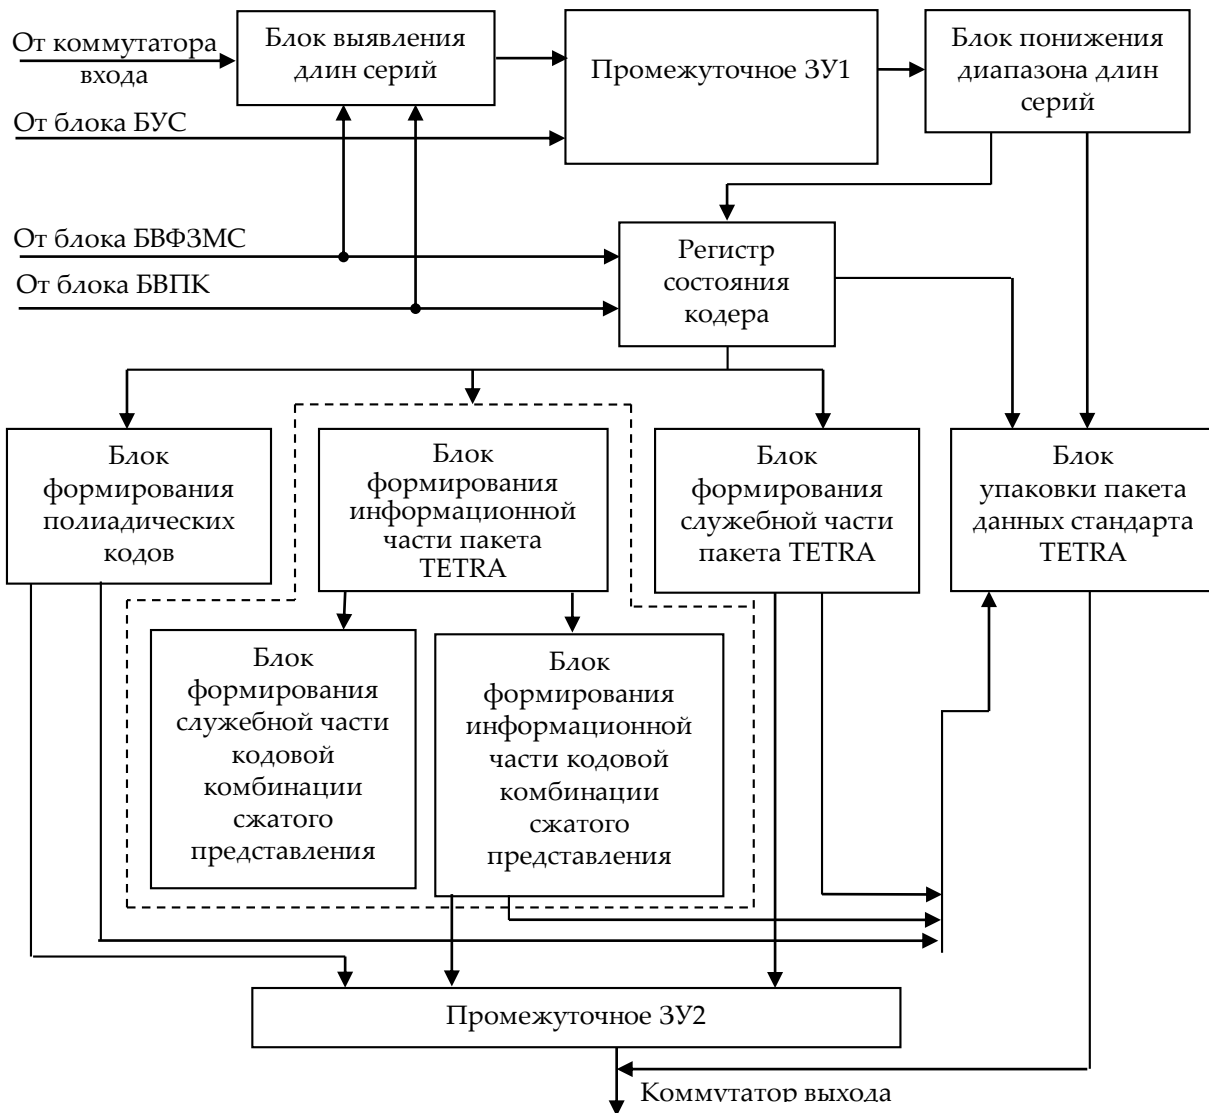 От коммутатора
входа
Блок выявления
длин серий
Промежуточное ЗУ1
Блок понижения
диапазона длин
серий
От блока БУС
От блока БВФЗМС
От блока БВПК
Регистр
состояния
кодера
Блок
формирования
полиадических
кодов
Блок
формирования
информационной
части пакета
TETRA
Блок
формирования
служебной части
пакета TETRA
Блок
упаковки пакета
данных стандарта
TETRA
Блок
формирования
служебной части
кодовой
комбинации
сжатого
представления
Блок
формирования
информационной
части кодовой
комбинации
сжатого
представления
Промежуточное ЗУ2
Коммутатор выхода